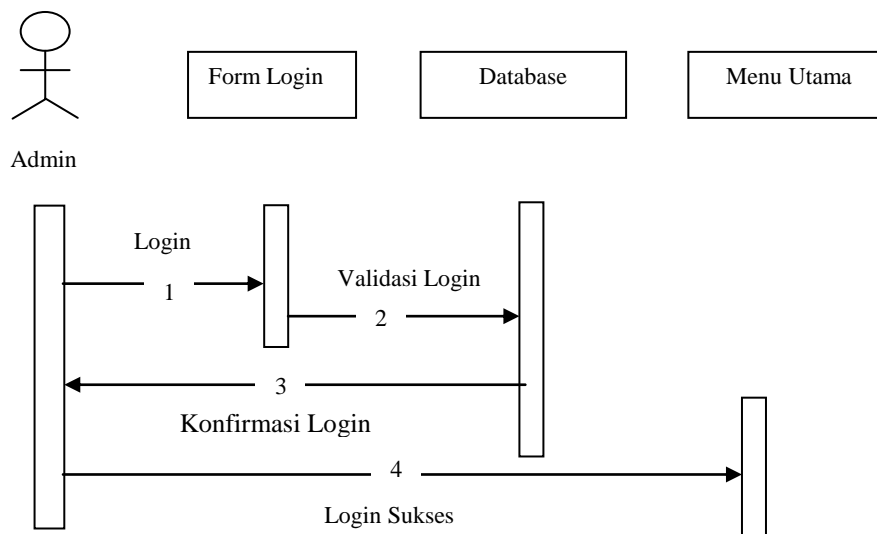 Form Login
Database
Menu Utama
Admin
Login
1
Validasi Login
2
3
Konfirmasi Login
4
Login Sukses